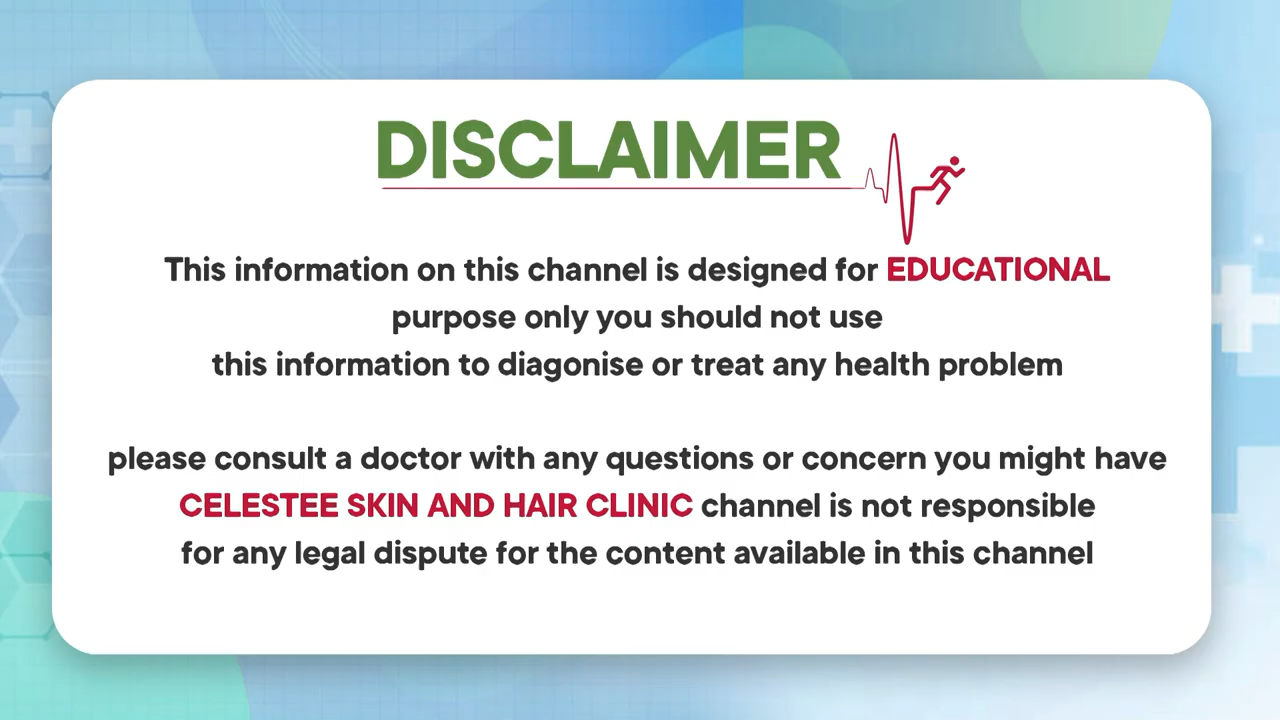 DISCLAIMER
This information on this channel is designed for EDUCATIONAL
purpose only you should not use
this information to diagonise or treat any health problem
please consult a doctor with any questions or concern you might have
CELESTEE SKIN AND HAIR CLINIC channel is not responsible
for any legal dispute for the content available in this channel